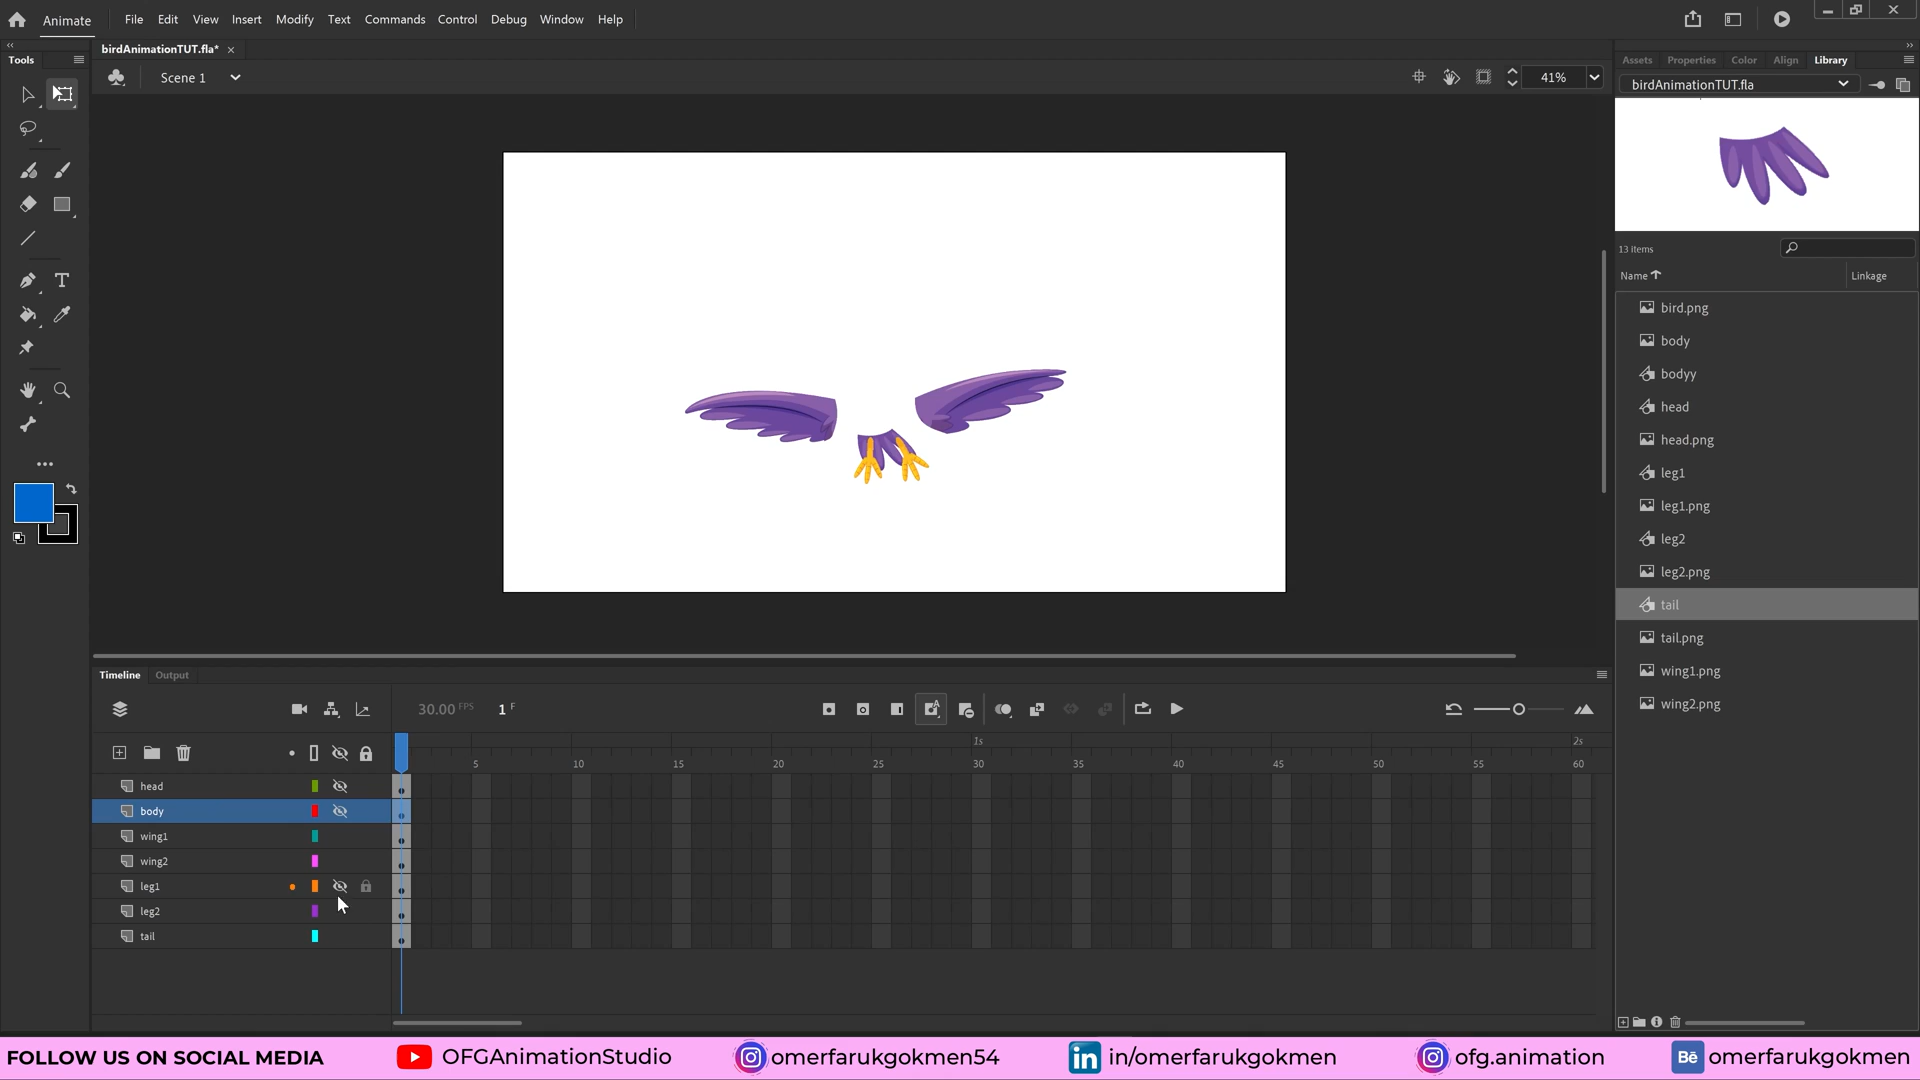 Animate File Edit View Insert Modify Text Commands Control Debug Window Help
birdAnimationTUT.fla*
Tools
Scene 1
41%
Assets Properties Color Align Library
birdAnimationTUT.fla
13 items
Name Linkage
bird.png
body
bodyy
head
head.png
leg1
leg1.png
leg2
leg2.png
tail
tail.png
wing1.png
wing2.png
Timeline Output
30.00 FPS 1 F
1s 2s
5 10 15 20 25 30 35 40 45 50 55 60
head
body
wing1
wing2
leg1
leg2
tail
FOLLOW US ON SOCIAL MEDIA OFGAnimationStudio omerfarukgokmen54 in in/omerfarukgokmen ofg.animation Bē omerfarukgokmen